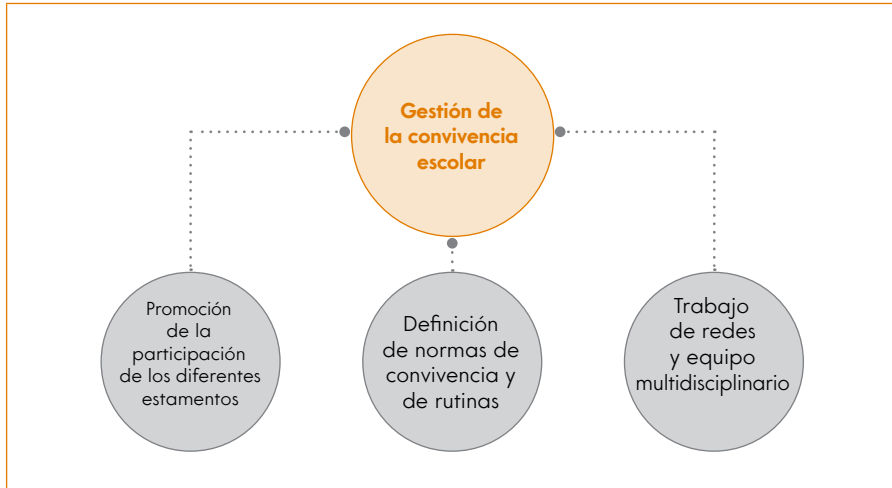 Gestión de
la convivencia
escolar
Promoción
de la
participación
de los diferentes
estamentos
Definición
de normas de
convivencia y
de rutinas
Trabajo
de redes
y equipo
multidisciplinario